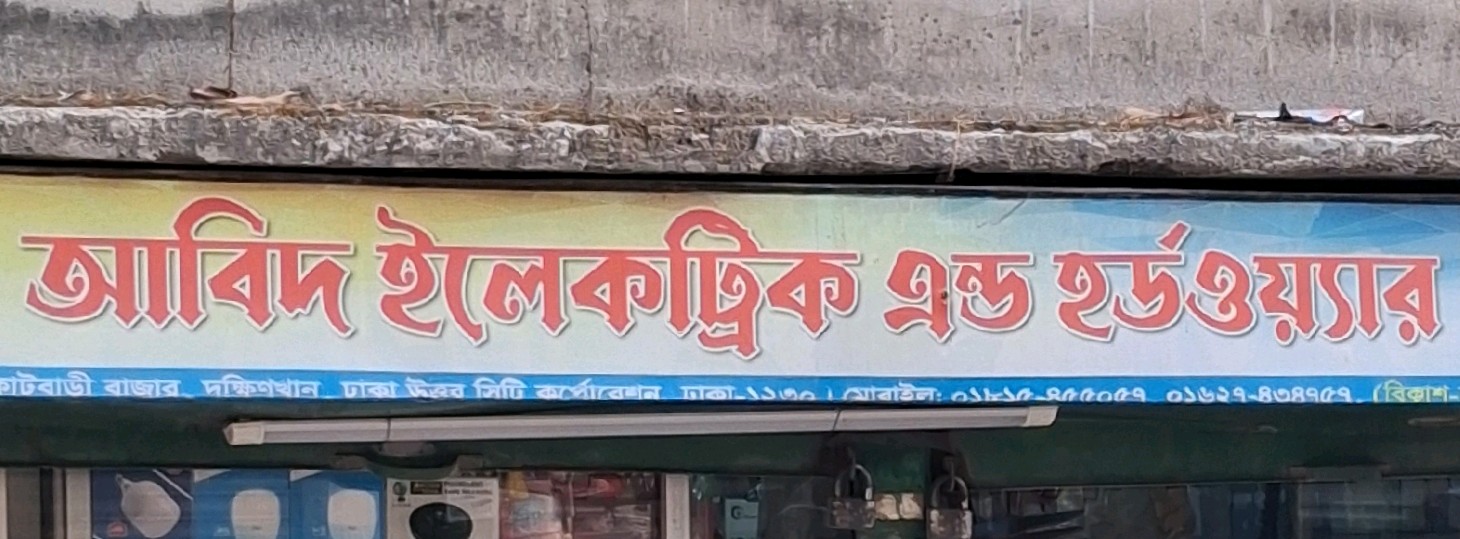 আবিদ ইলেকট্রিক এন্ড হর্ডওয়্যার
বাজার, দক্ষিণখান, ঢাকা উত্তর সিটি কর্পোরেশন, ঢাকা-১২৩০। মোবাইল: ০১৮১৫-৪৫৫০৫৭, ০১৬২৭-৪৩৪৭৫৭, (বিকাশ-